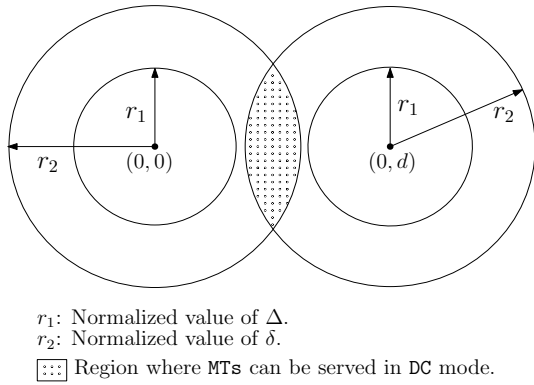 r₁ r₁
r₂ r₂
(0, 0) (0, d)
r₁: Normalized value of Δ.
r₂: Normalized value of δ.
Region where MTs can be served in DC mode.